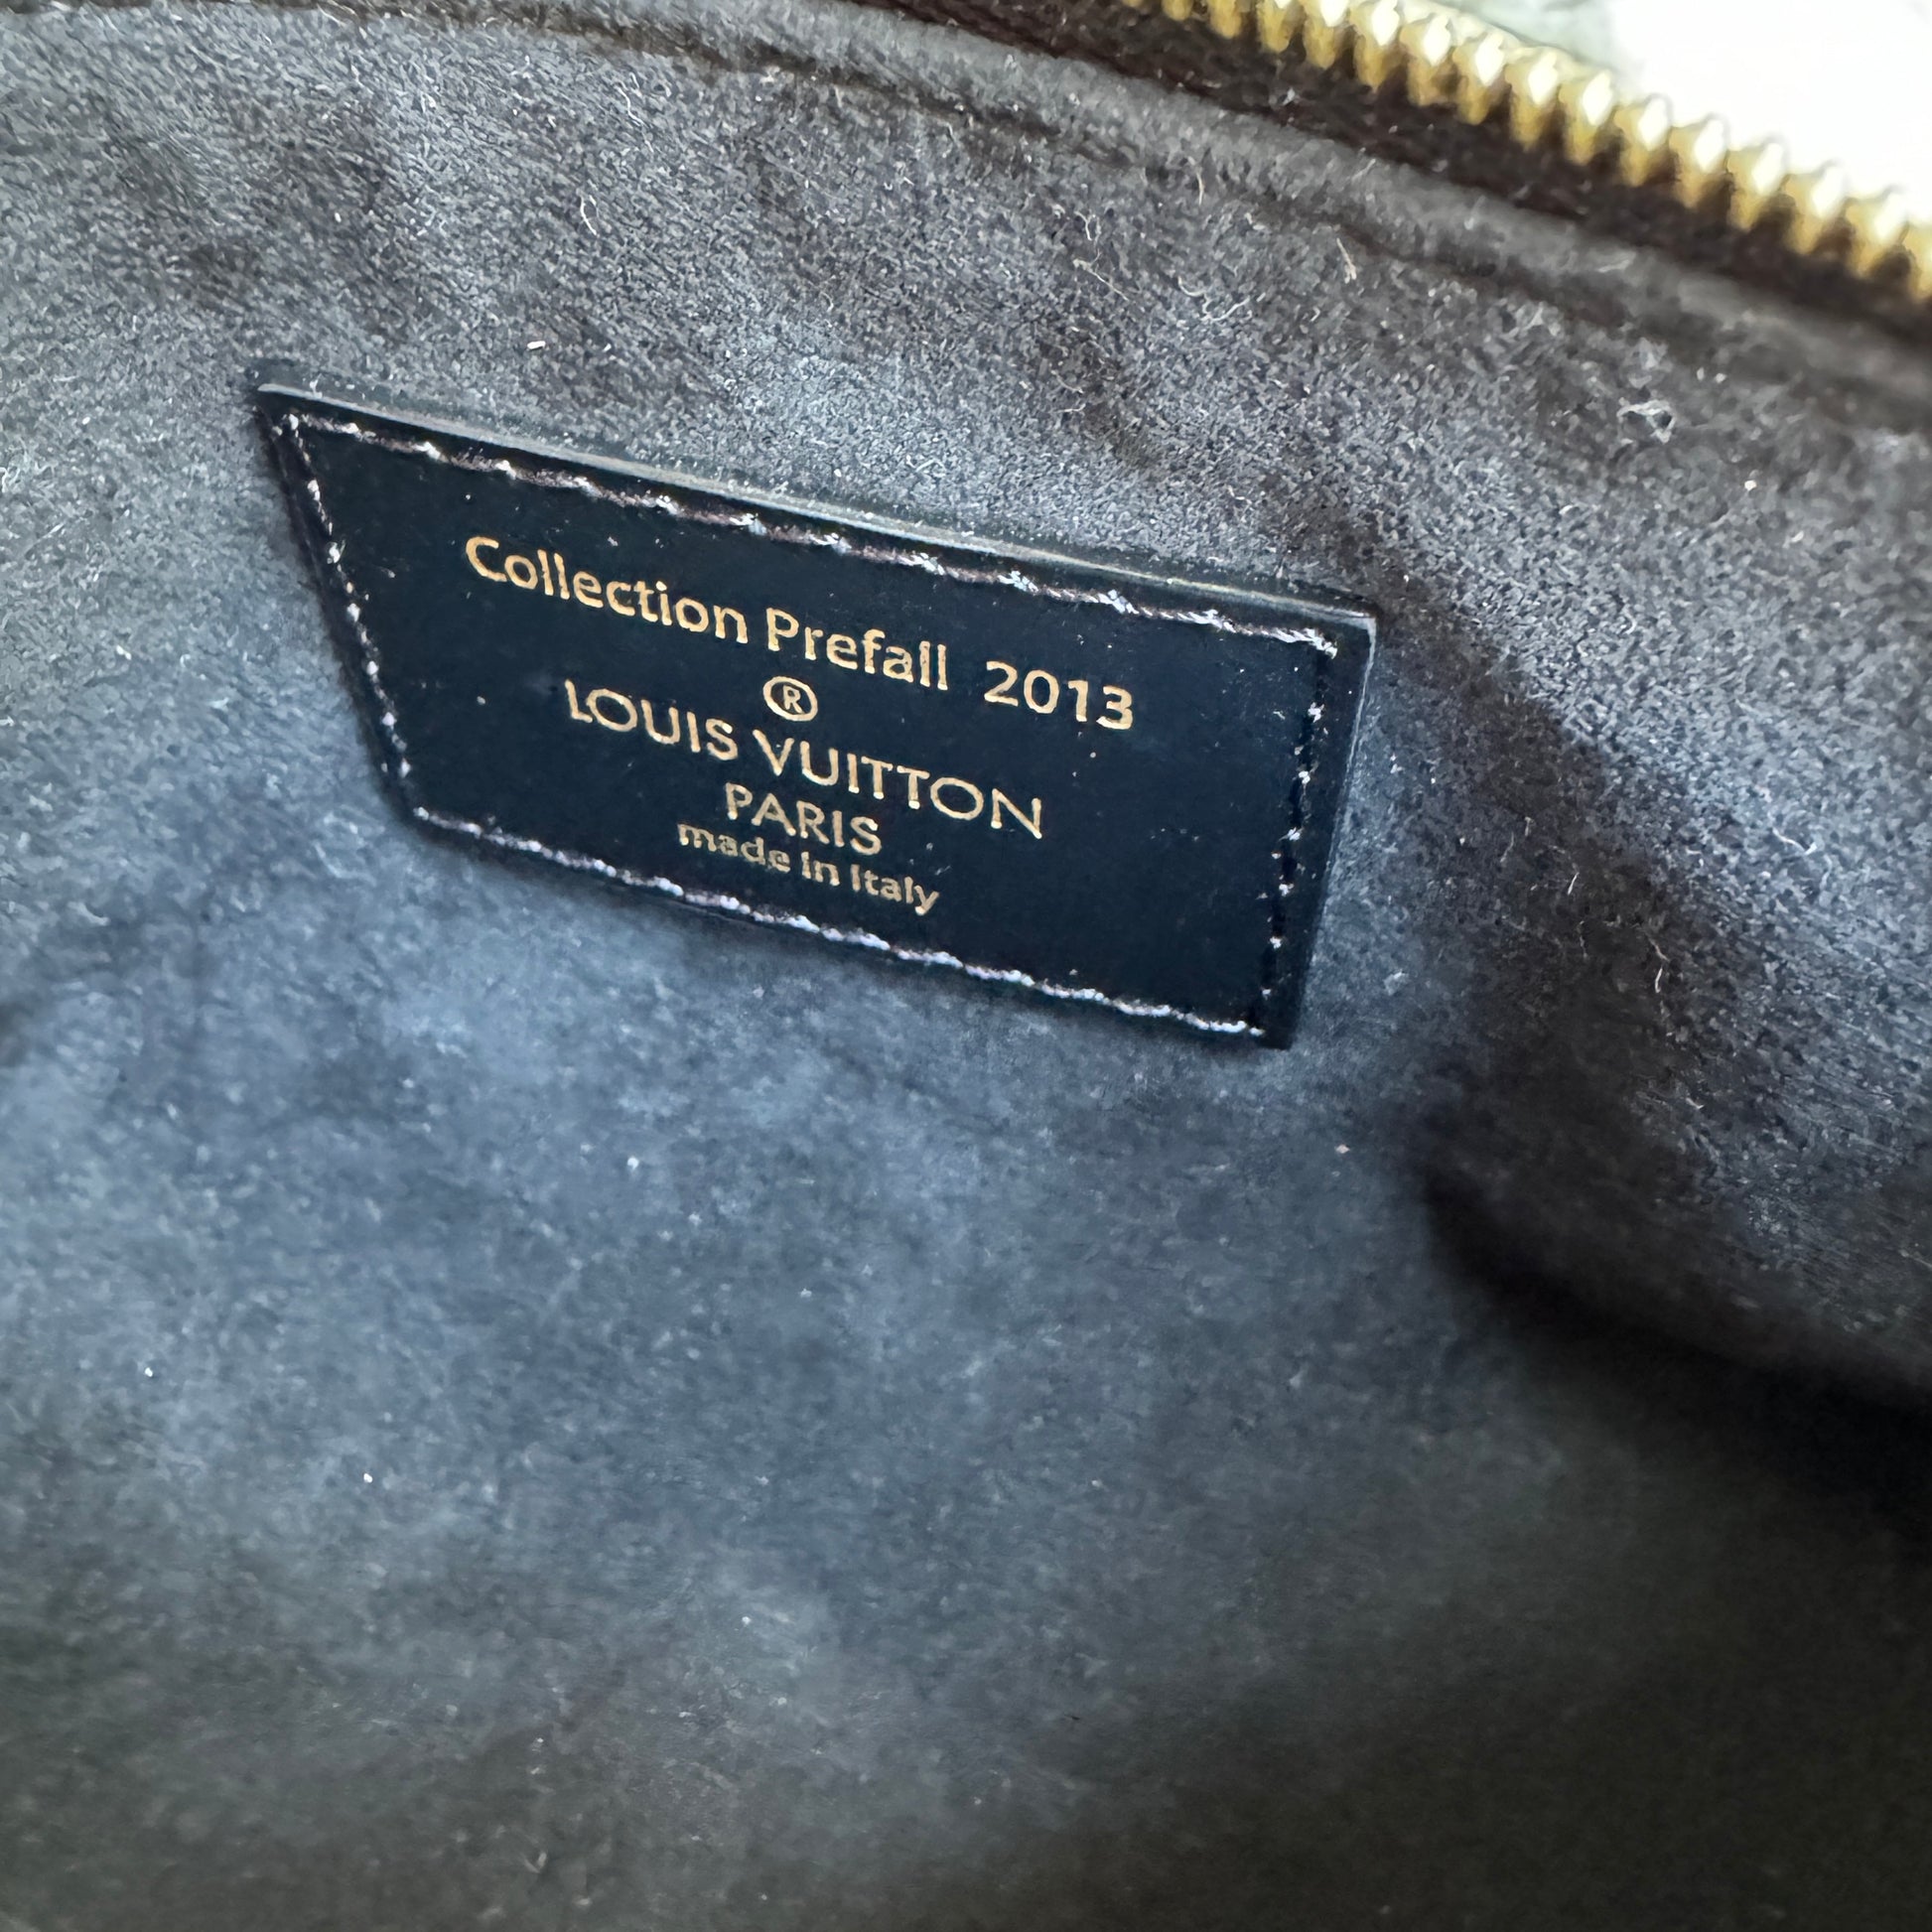 Collection Prefall 2013
®
LOUIS VUITTON
PARIS
made in Italy